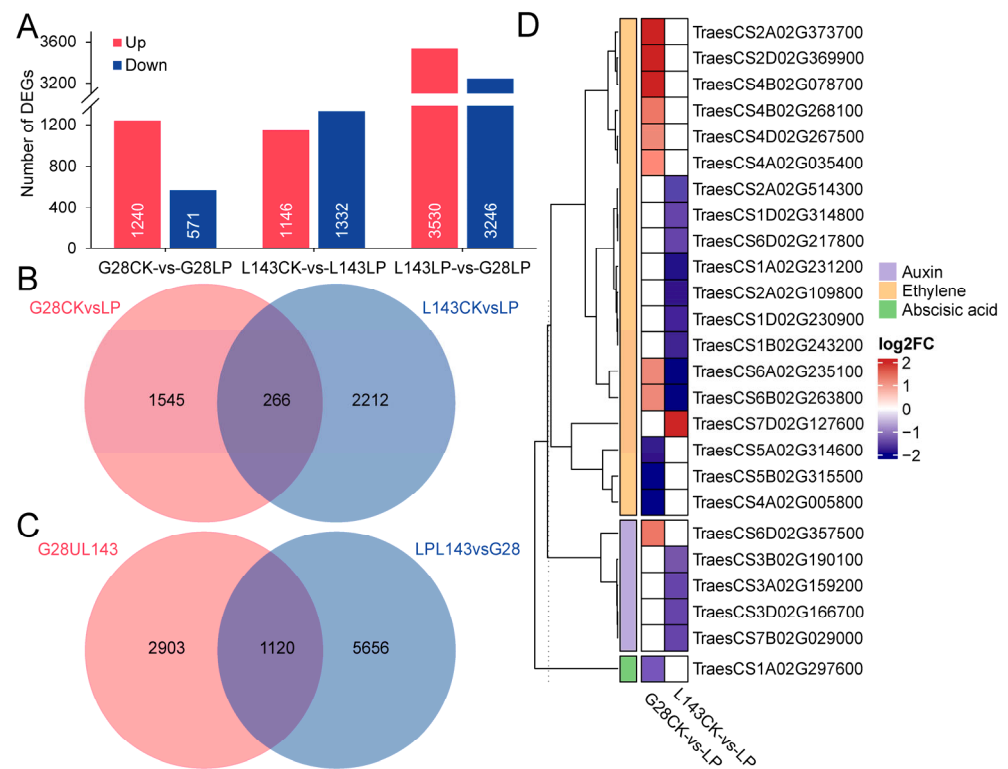 A
Number of DEGs
3600
3200
1200
800
400
0
Up
Down
1240
571
1146
1332
3530
3246
G28CK-vs-G28LP
L143CK-vs-L143LP
L143LP-vs-G28LP
B
G28CKvsLP
L143CKvsLP
1545
266
2212
C
G28UL143
LPL143vsG28
2903
1120
5656
D
TraesCS2A02G373700
TraesCS2D02G369900
TraesCS4B02G078700
TraesCS4B02G268100
TraesCS4D02G267500
TraesCS4A02G035400
TraesCS2A02G514300
TraesCS1D02G314800
TraesCS6D02G217800
TraesCS1A02G231200
TraesCS2A02G109800
TraesCS1D02G230900
TraesCS1B02G243200
TraesCS6A02G235100
TraesCS6B02G263800
TraesCS7D02G127600
TraesCS5A02G314600
TraesCS5B02G315500
TraesCS4A02G005800
TraesCS6D02G357500
TraesCS3B02G190100
TraesCS3A02G159200
TraesCS3D02G166700
TraesCS7B02G029000
TraesCS1A02G297600
G28CK-vs-LP
L143CK-vs-LP
Auxin
Ethylene
Abscisic acid
log2FC
2
1
0
−1
−2